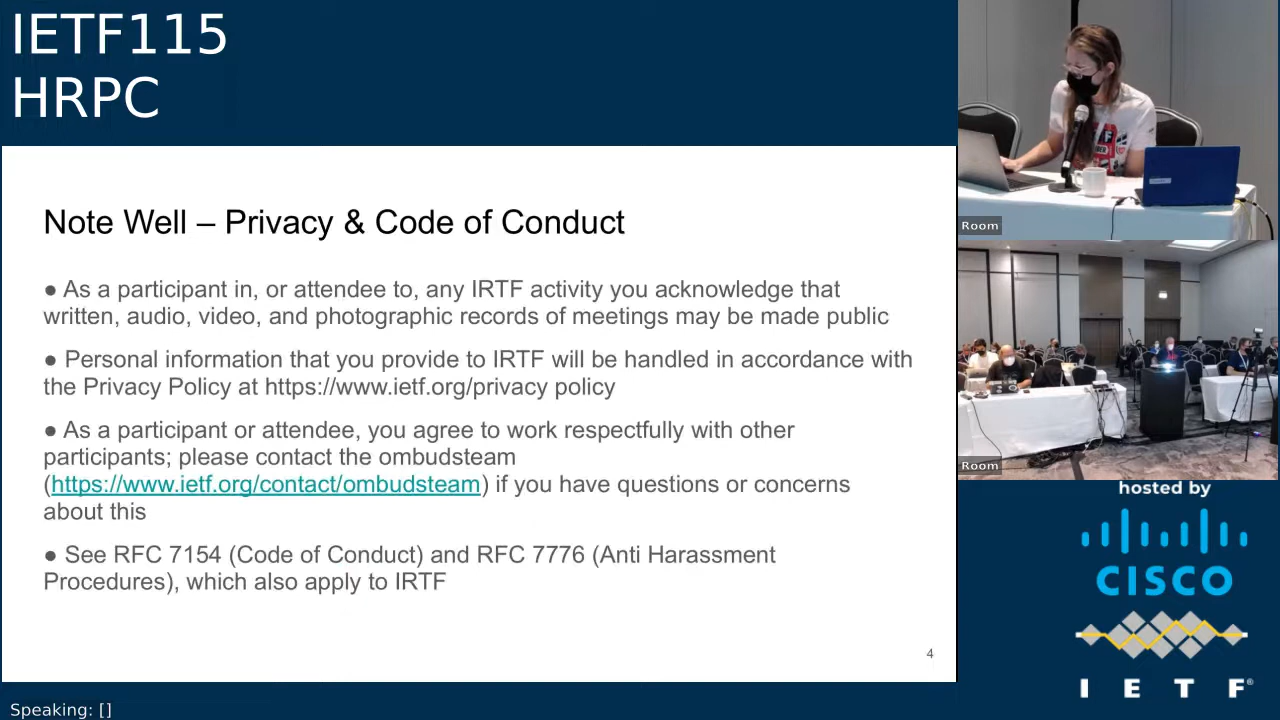 IETF115
HRPC
Note Well – Privacy & Code of Conduct
● As a participant in, or attendee to, any IRTF activity you acknowledge that
written, audio, video, and photographic records of meetings may be made public
● Personal information that you provide to IRTF will be handled in accordance with
the Privacy Policy at https://www.ietf.org/privacy policy
● As a participant or attendee, you agree to work respectfully with other
participants; please contact the ombudsteam
(https://www.ietf.org/contact/ombudsteam) if you have questions or concerns
about this
● See RFC 7154 (Code of Conduct) and RFC 7776 (Anti Harassment
Procedures), which also apply to IRTF
4
Speaking: []
Room
Room
hosted by
CISCO
I E T F®